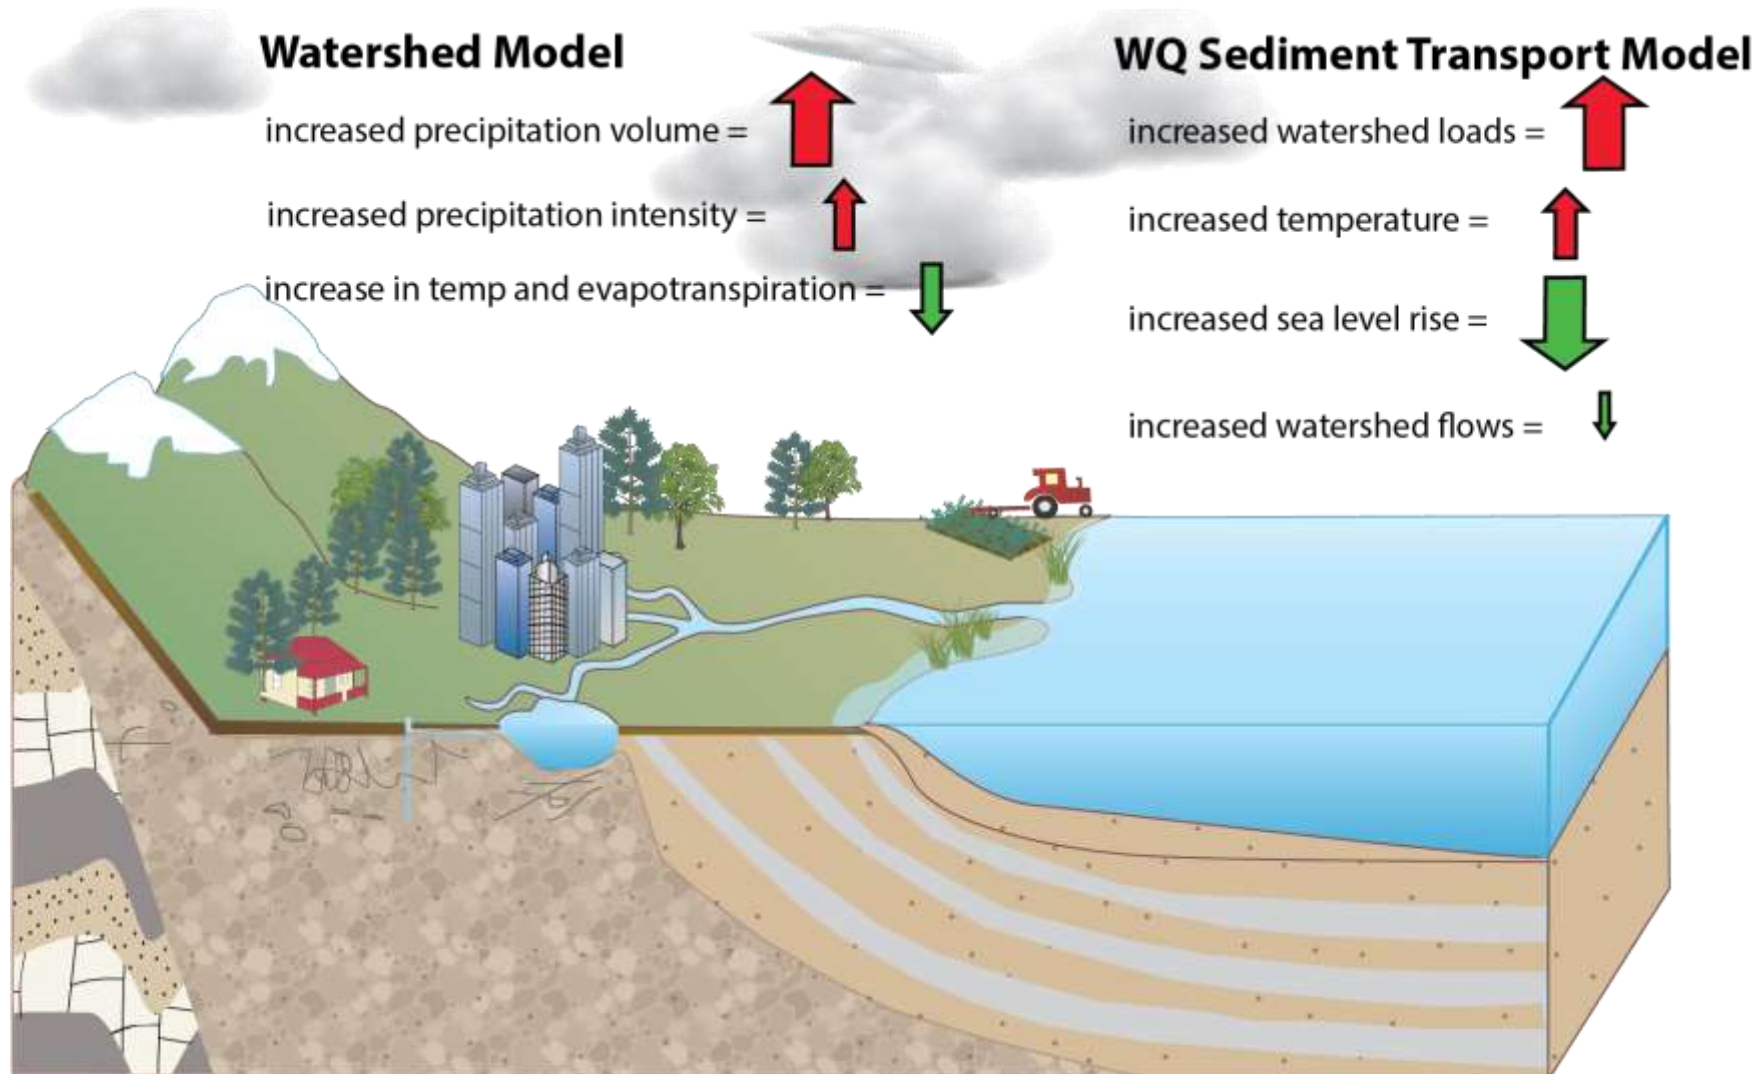 Watershed Model
increased precipitation volume =
increased precipitation intensity =
increase in temp and evapotranspiration =
WQ Sediment Transport Model
increased watershed loads =
increased temperature =
increased sea level rise =
increased watershed flows =